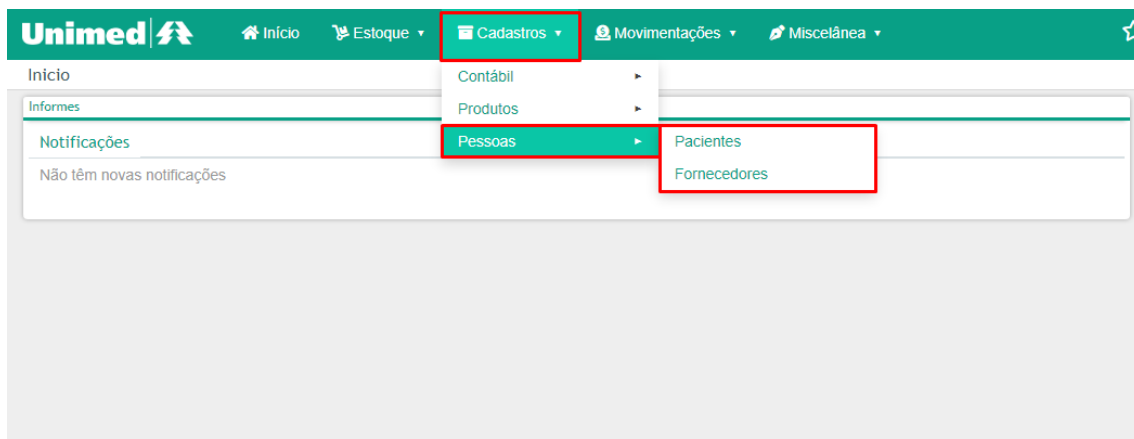 Unimed Início Estoque Cadastros Movimentações Miscelânea
Inicio
Contábil
Informes
Produtos
Notificações
Pessoas Pacientes
Não têm novas notificações
Fornecedores